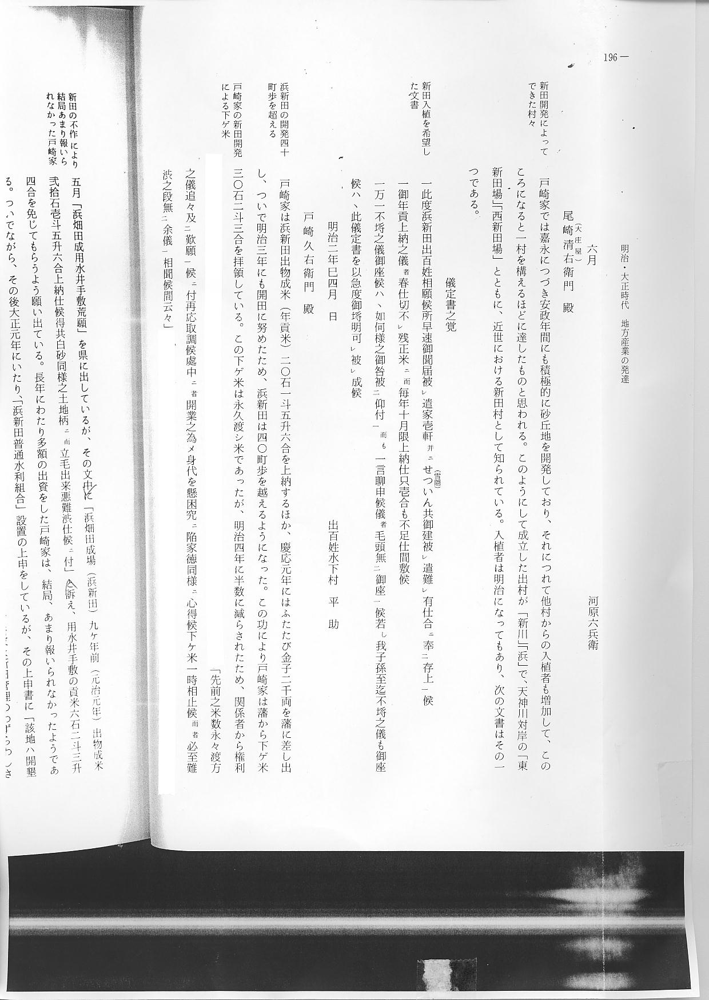 196―
明治・大正時代　地方産業の発達
六月
河原六兵衛
（大庄屋）
尾崎清右衛門　殿
新田開発によって
できた村々
戸崎家では嘉永につづき安政年間にも積極的に砂丘地を開発しており、それにつれて他村からの入植者も増加して、この
ころになると一村を構えるほどに達したものと思われる。このようにして成立した出村が「新川」「浜」で、天神川対岸の「東
新田場」「西新田場」とともに、近世における新田村として知られている。入植者は明治になってもあり、次の文書はその一
つである。
儀定書之覚
新田入植を希望し
た文書
一此度浜新田出百姓相願候所早速御聞届被レ遣家壱軒并ニせついん（雪隠）共御建被レ遣難レ有仕合ニ奉ニ存上一候
一御年貢上納之儀者春仕切不レ残正米ニ而毎年十月限上納仕只壱合も不足仕間敷候
一万一不埒之儀御座候ハヽ如何様之御咎被ニ仰付一而も一言聊申候儀者毛頭無ニ御座一候若し我子孫至迄不埒之儀も御座
候ハヽ此儀定書を以急度御埒明可レ被レ成候
明治二年巳四月　日
出百姓水下村　平　助
戸崎久右衛門　殿
浜新田の開発四十
町歩を超える
戸崎家は浜新田出物成米（年貢米）二〇石一斗五升六合を上納するほか、慶応元年にはふたたび金子二千両を藩に差し出
し、ついで明治三年にも開田に努めたため、浜新田は四〇町歩を越えるようになった。この功により戸崎家は藩から下ゲ米
戸崎家の新田開発
による下ゲ米
三〇石二斗三合を拝領している。この下ゲ米は永久渡シ米であったが、明治四年に半数に減らされたため、関係者から権利
「先前之米数永々渡方
之儀追々及ニ歎願一候ニ付再応取調候處中ニ者開業之為メ身代を懸困究ニ陥家徳同様ニ心得候下ケ米一時相止候而者必至難
渋之段無ニ余儀一相聞候間云々」
新田の不作により
結局あまり報いら
れなかった戸崎家
五月「浜畑田成用水井手敷荒願」を県に出しているが、その文中に「浜畑田成場（浜新田）九ケ年前（元治元年）出物成米
弐拾石壱斗五升六合上納仕候得共白砂同様之土地柄ニ而立毛出来悪難渋仕候ニ付」と訴え、用水井手敷の貢米六石二斗三升
四合を免じてもらうよう願い出ている。長年にわたり多額の出資をした戸崎家は、結局、あまり報いられなかったようであ
る。ついでながら、その後大正元年にいたり、「浜新田普通水利組合」設置の上申をしているが、その上申書に「該地ハ開墾